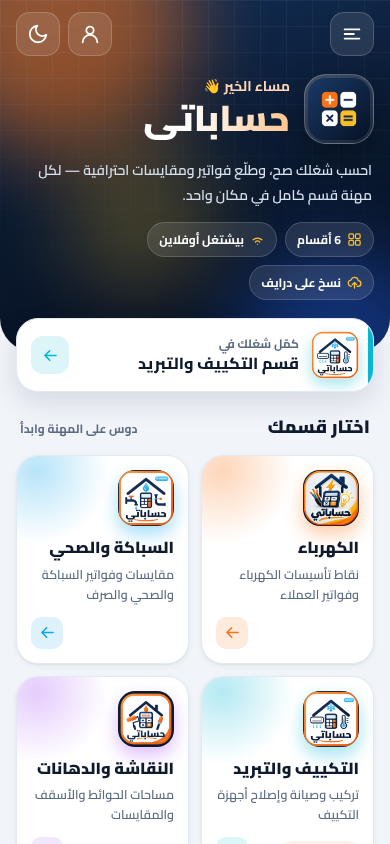 مساء الخير 👋
حساباتى
احسب شغلك صح، وطلّع فواتير ومقايسات احترافية — لكل
مهنة قسم كامل في مكان واحد.
6 أقسام
بيشتغل أوفلاين
نسخ على درايف
كمّل شغلك في
قسم التكييف والتبريد
حساباتي
اختار قسمك
دوس على المهنة وابدأ
حساباتي
الكهرباء
نقاط تأسيسات الكهرباء
وفواتير العملاء
حساباتي
السباكة والصحي
مقايسات وفواتير السباكة
والصحي والصرف
حساباتي
التكييف والتبريد
تركيب وصيانة وإصلاح أجهزة
التكييف والتبريد
حساباتي
النقاشة والدهانات
مساحات الحوائط والأسقف
والمقايسات